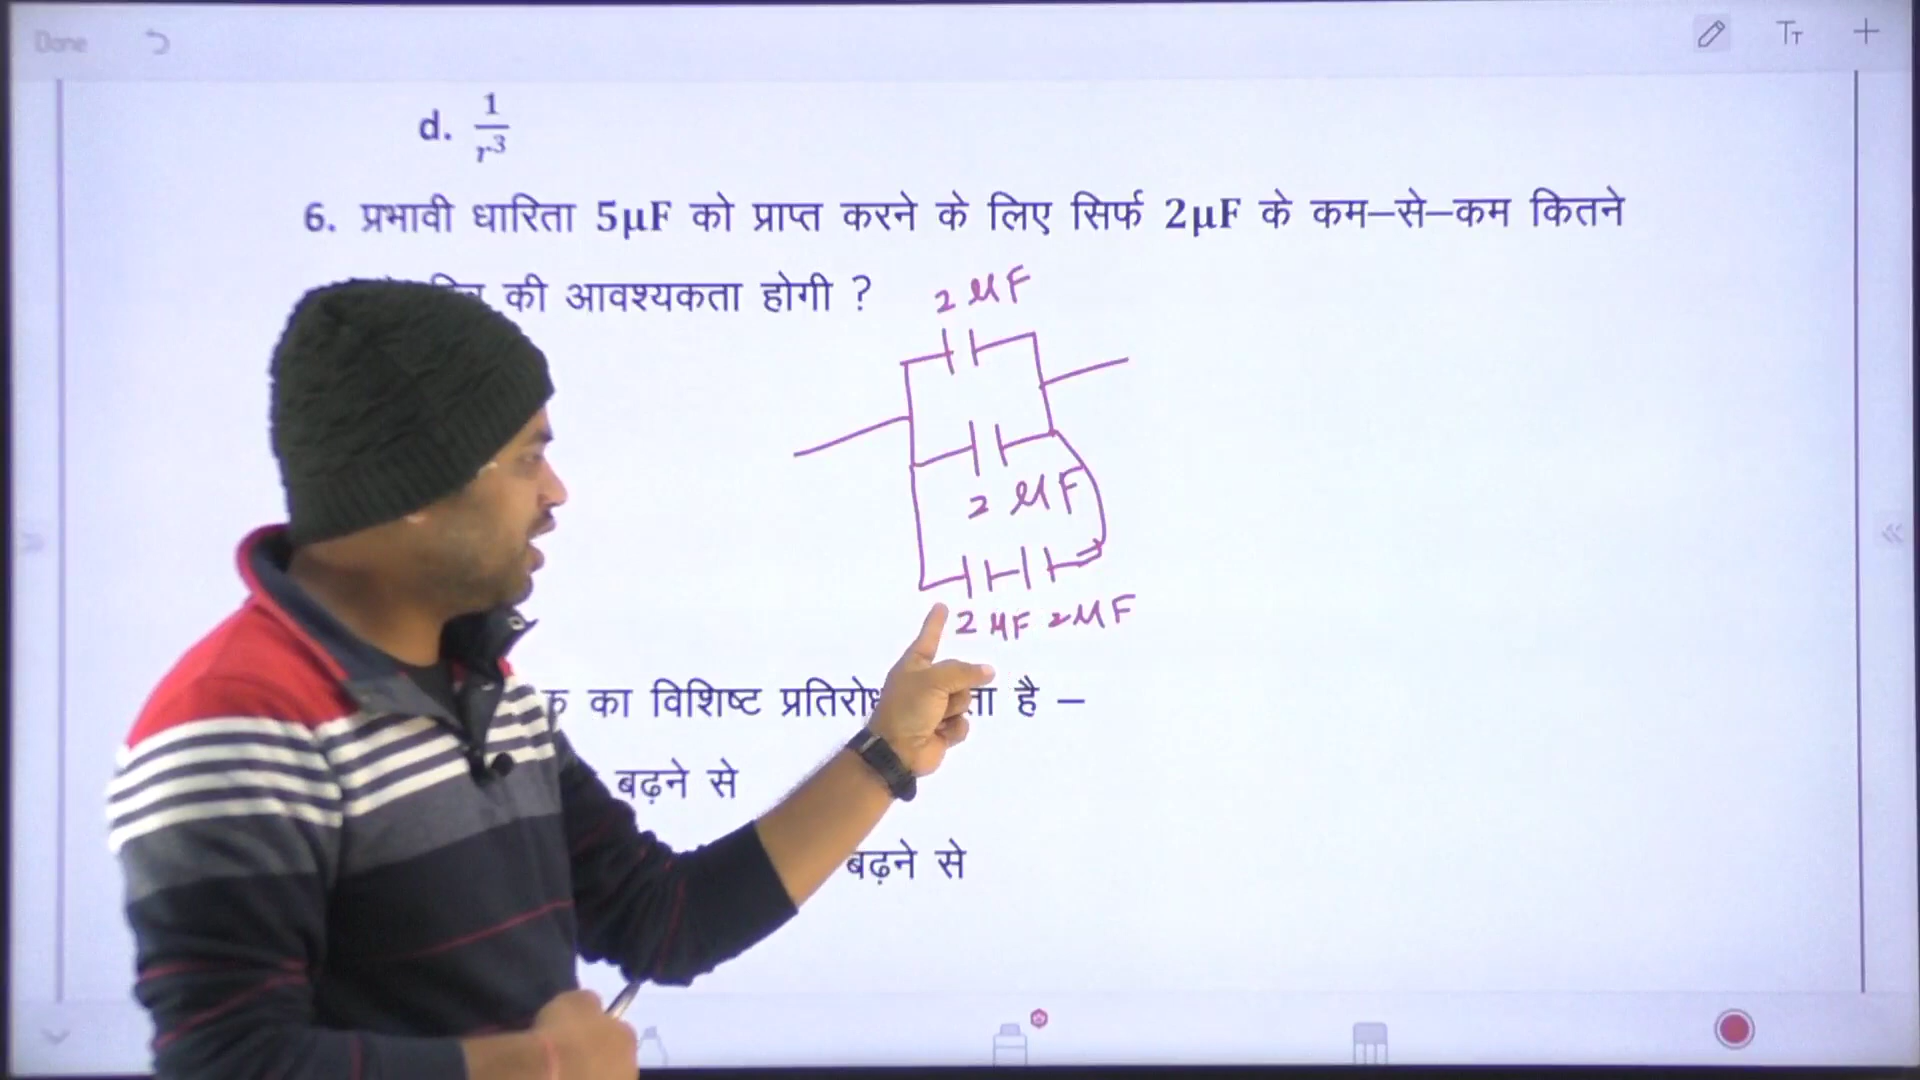 Done
d. 1/r³
6. प्रभावी धारिता 5μF को प्राप्त करने के लिए सिर्फ 2μF के कम-से-कम कितने
की आवश्यकता होगी ?
2 μF
2 μF
2 μF 2 μF
का विशिष्ट प्रतिरोध है –
बढ़ने से
बढ़ने से